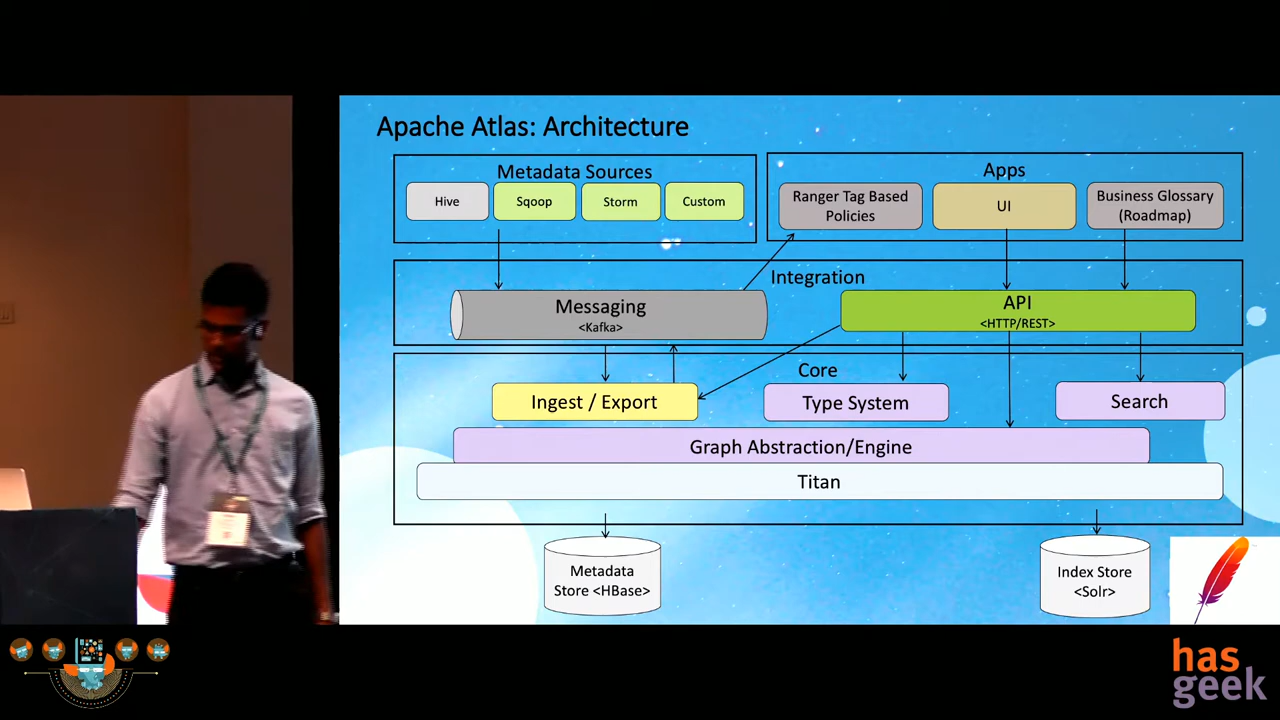 Apache Atlas: Architecture
Metadata Sources
Hive
Sqoop
Storm
Custom
Apps
Ranger Tag Based
Policies
UI
Business Glossary
(Roadmap)
Integration
Messaging
<Kafka>
API
<HTTP/REST>
Core
Ingest / Export
Type System
Search
Graph Abstraction/Engine
Titan
Metadata
Store <HBase>
Index Store
<Solr>
has
geek